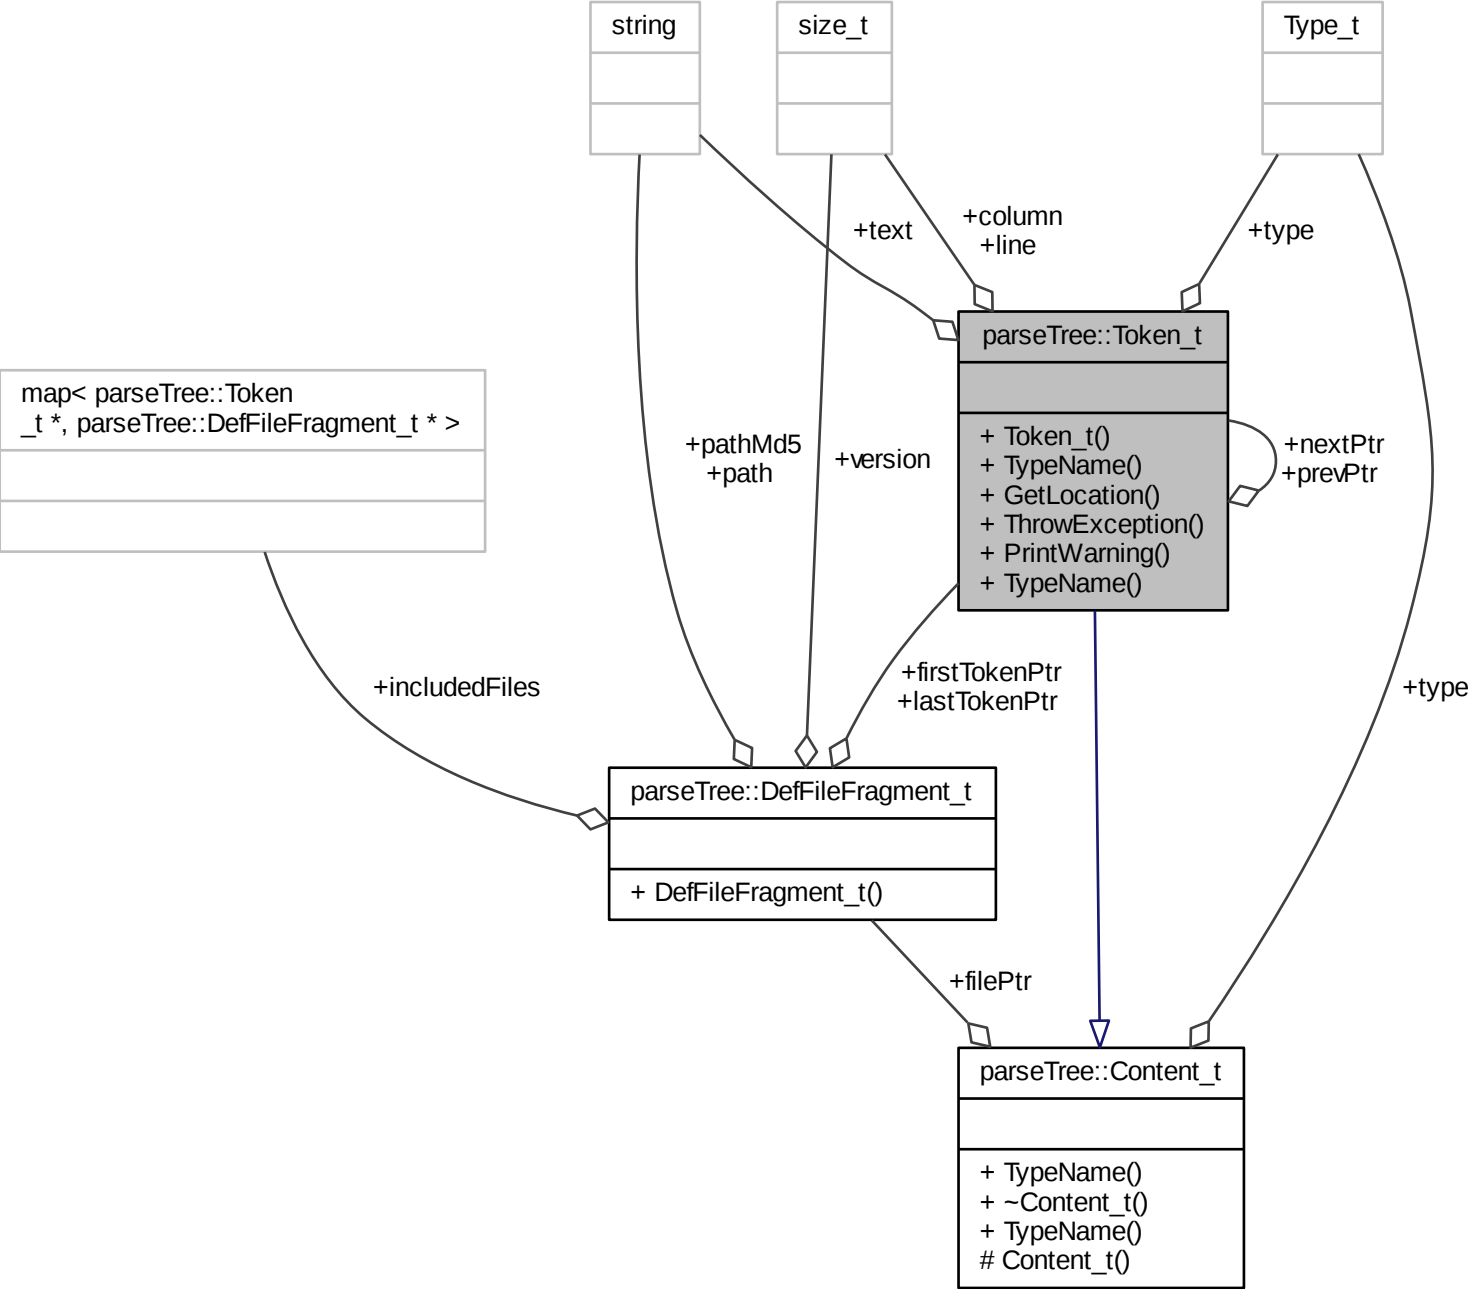 string
size_t
Type_t
+text
+column
+line
+type
parseTree::Token_t
+ Token_t()
+ TypeName()
+ GetLocation()
+ ThrowException()
+ PrintWarning()
+ TypeName()
+nextPtr
+prevPtr
map< parseTree::Token
_t *, parseTree::DefFileFragment_t * >
+pathMd5
+path
+version
+includedFiles
+firstTokenPtr
+lastTokenPtr
+type
parseTree::DefFileFragment_t
+ DefFileFragment_t()
+filePtr
parseTree::Content_t
+ TypeName()
+ ~Content_t()
+ TypeName()
# Content_t()